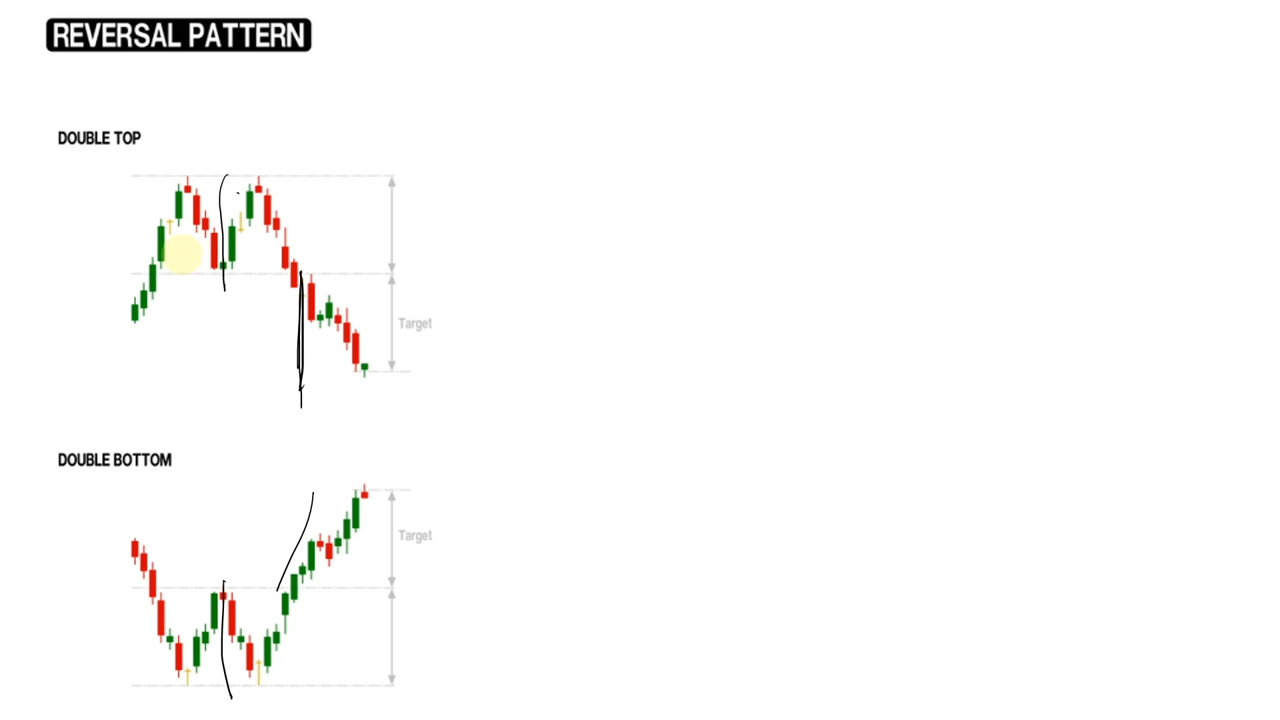 REVERSAL PATTERN
DOUBLE TOP
Target
DOUBLE BOTTOM
Target